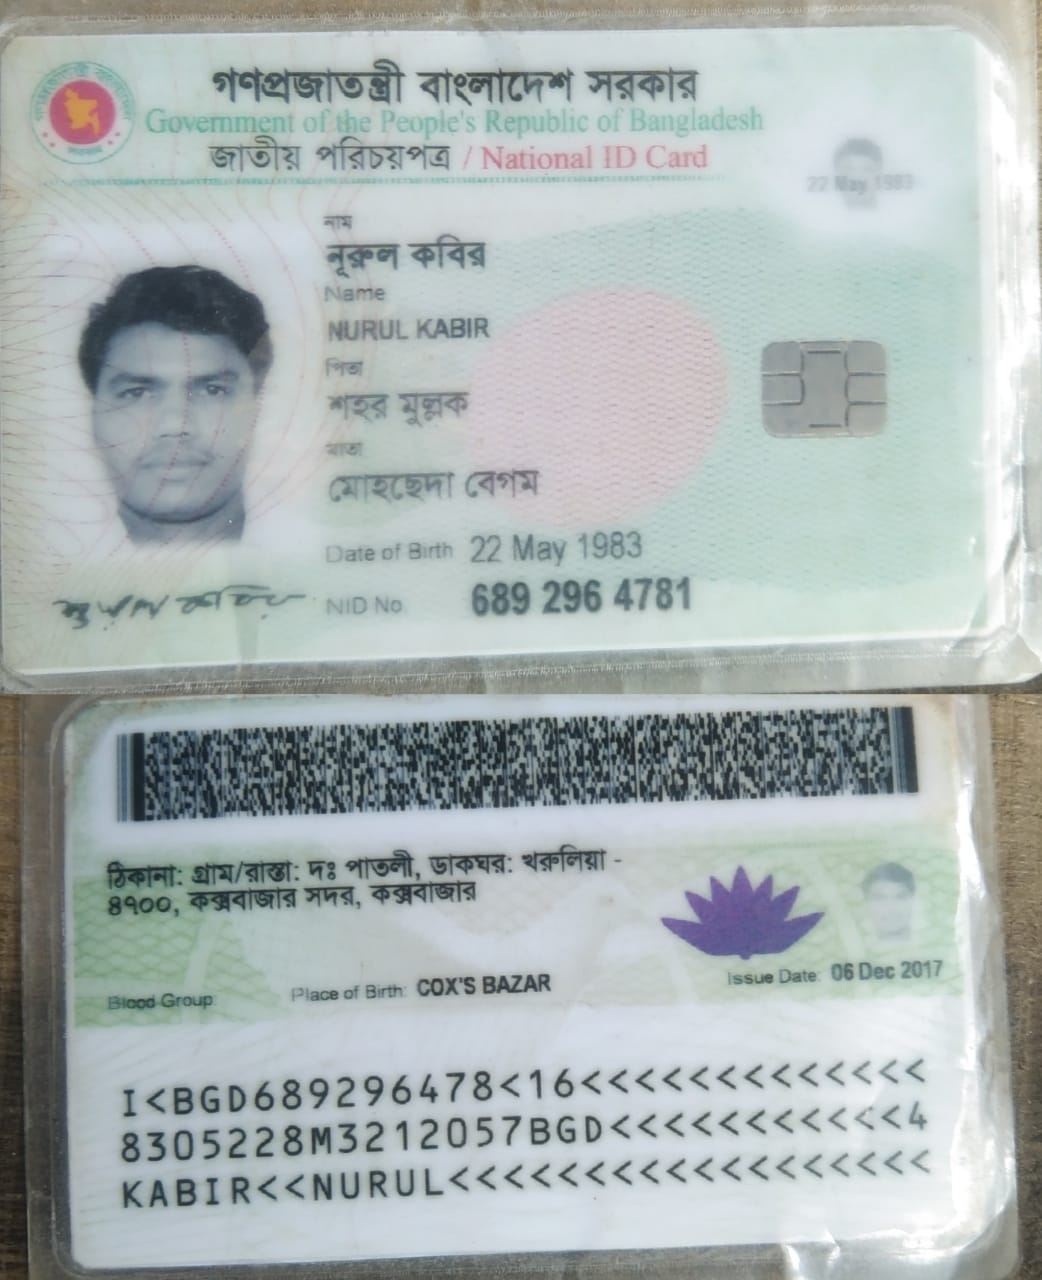 গণপ্রজাতন্ত্রী বাংলাদেশ সরকার
Government of the People's Republic of Bangladesh
জাতীয় পরিচয়পত্র / National ID Card
22 May 1983
নাম
নূরুল কবির
Name
NURUL KABIR
পিতা
শহর মুল্লুক
মাতা
মোহছেদা বেগম
Date of Birth 22 May 1983
NID No. 689 296 4781
নুরুল কবির
ঠিকানা: গ্রাম/রাস্তা: দঃ পাতলী, ডাকঘর: খরুলিয়া -
৪৭০০, কক্সবাজার সদর, কক্সবাজার
Blood Group: Place of Birth: COX'S BAZAR Issue Date: 06 Dec 2017
I<BGD689296478<16<<<<<<<<<<<<<
8305228M3212057BGD<<<<<<<<<<<4
KABIR<<NURUL<<<<<<<<<<<<<<<<<<